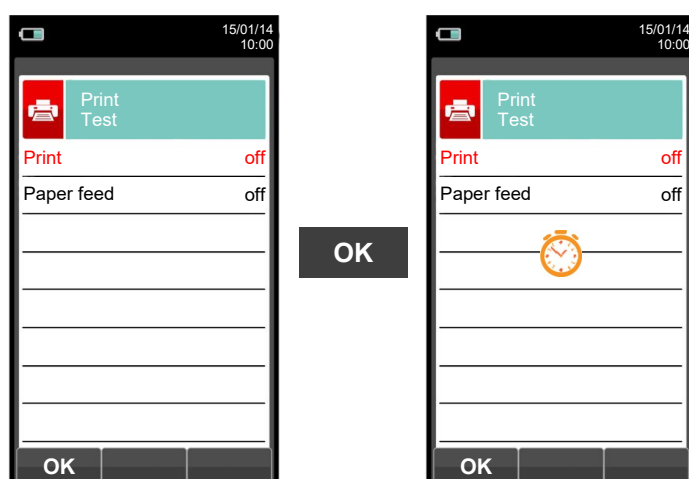 15/01/14
10:00
Print
Test
Print off
Paper feed off
OK
OK
15/01/14
10:00
Print
Test
Print off
Paper feed off
OK